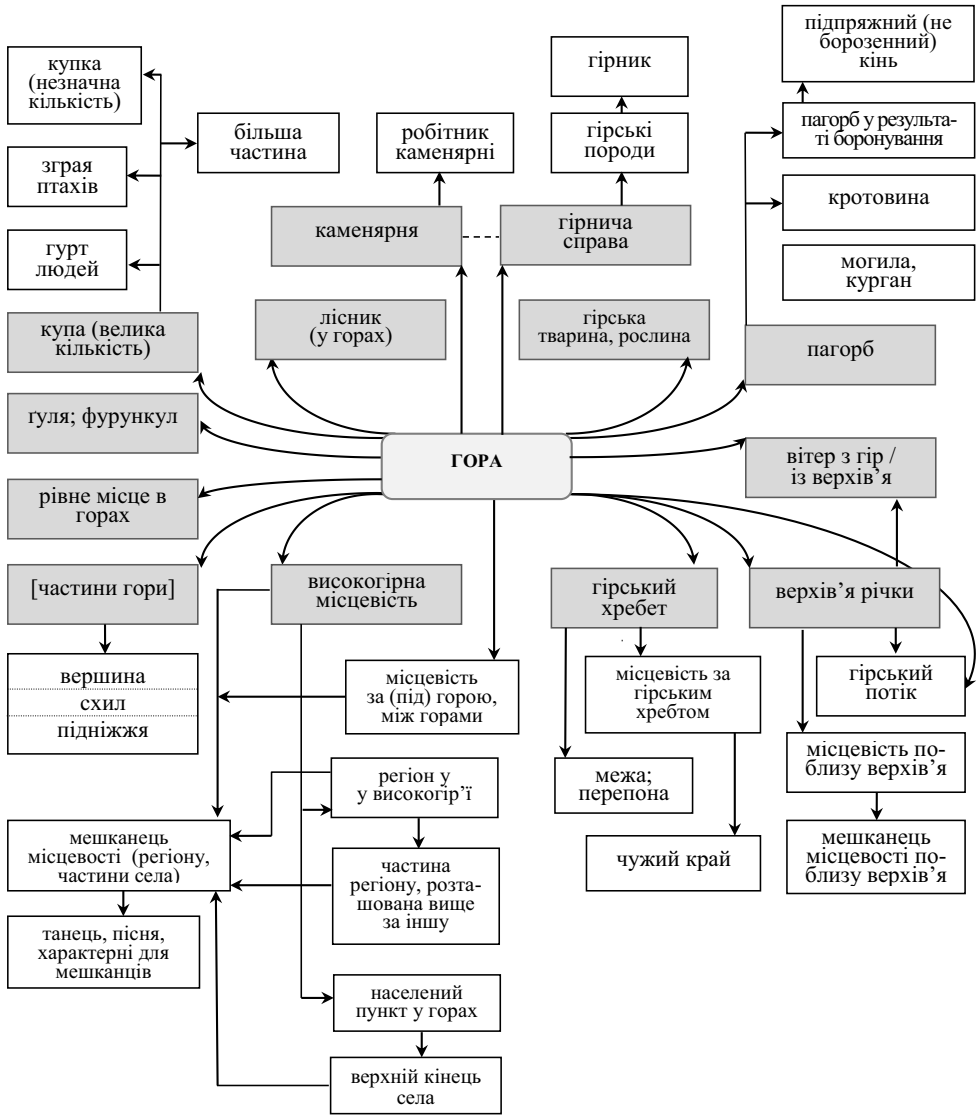 підпряжний (не
борозенний)
кінь
купка
(незначна
кількість)
гірник
більша
частина
робітник
каменярні
гірські
породи
пагорб у результа-
ті боронування
зграя
птахів
кротовина
каменярня
гірнича
справа
гурт
людей
могила,
курган
купа (велика
кількість)
лісник
(у горах)
гірська
тварина, рослина
пагорб
ґуля; фурункул
ГОРА
вітер з гір /
із верхів’я
рівне місце в
горах
[частини гори]
високогірна
місцевість
гірський
хребет
верхів’я річки
вершина
схил
підніжжя
місцевість
за (під) горою,
між горами
місцевість за
гірським
хребтом
гірський
потік
місцевість по-
близу верхів’я
регіон у
у високогір’ї
межа;
перепона
мешканець
місцевості (регіону,
частини села)
частина
регіону, розта-
шована вище
за іншу
чужий край
мешканець
місцевості по-
близу верхів’я
танець, пісня,
характерні для
мешканців
населений
пункт у горах
верхній кінець
села